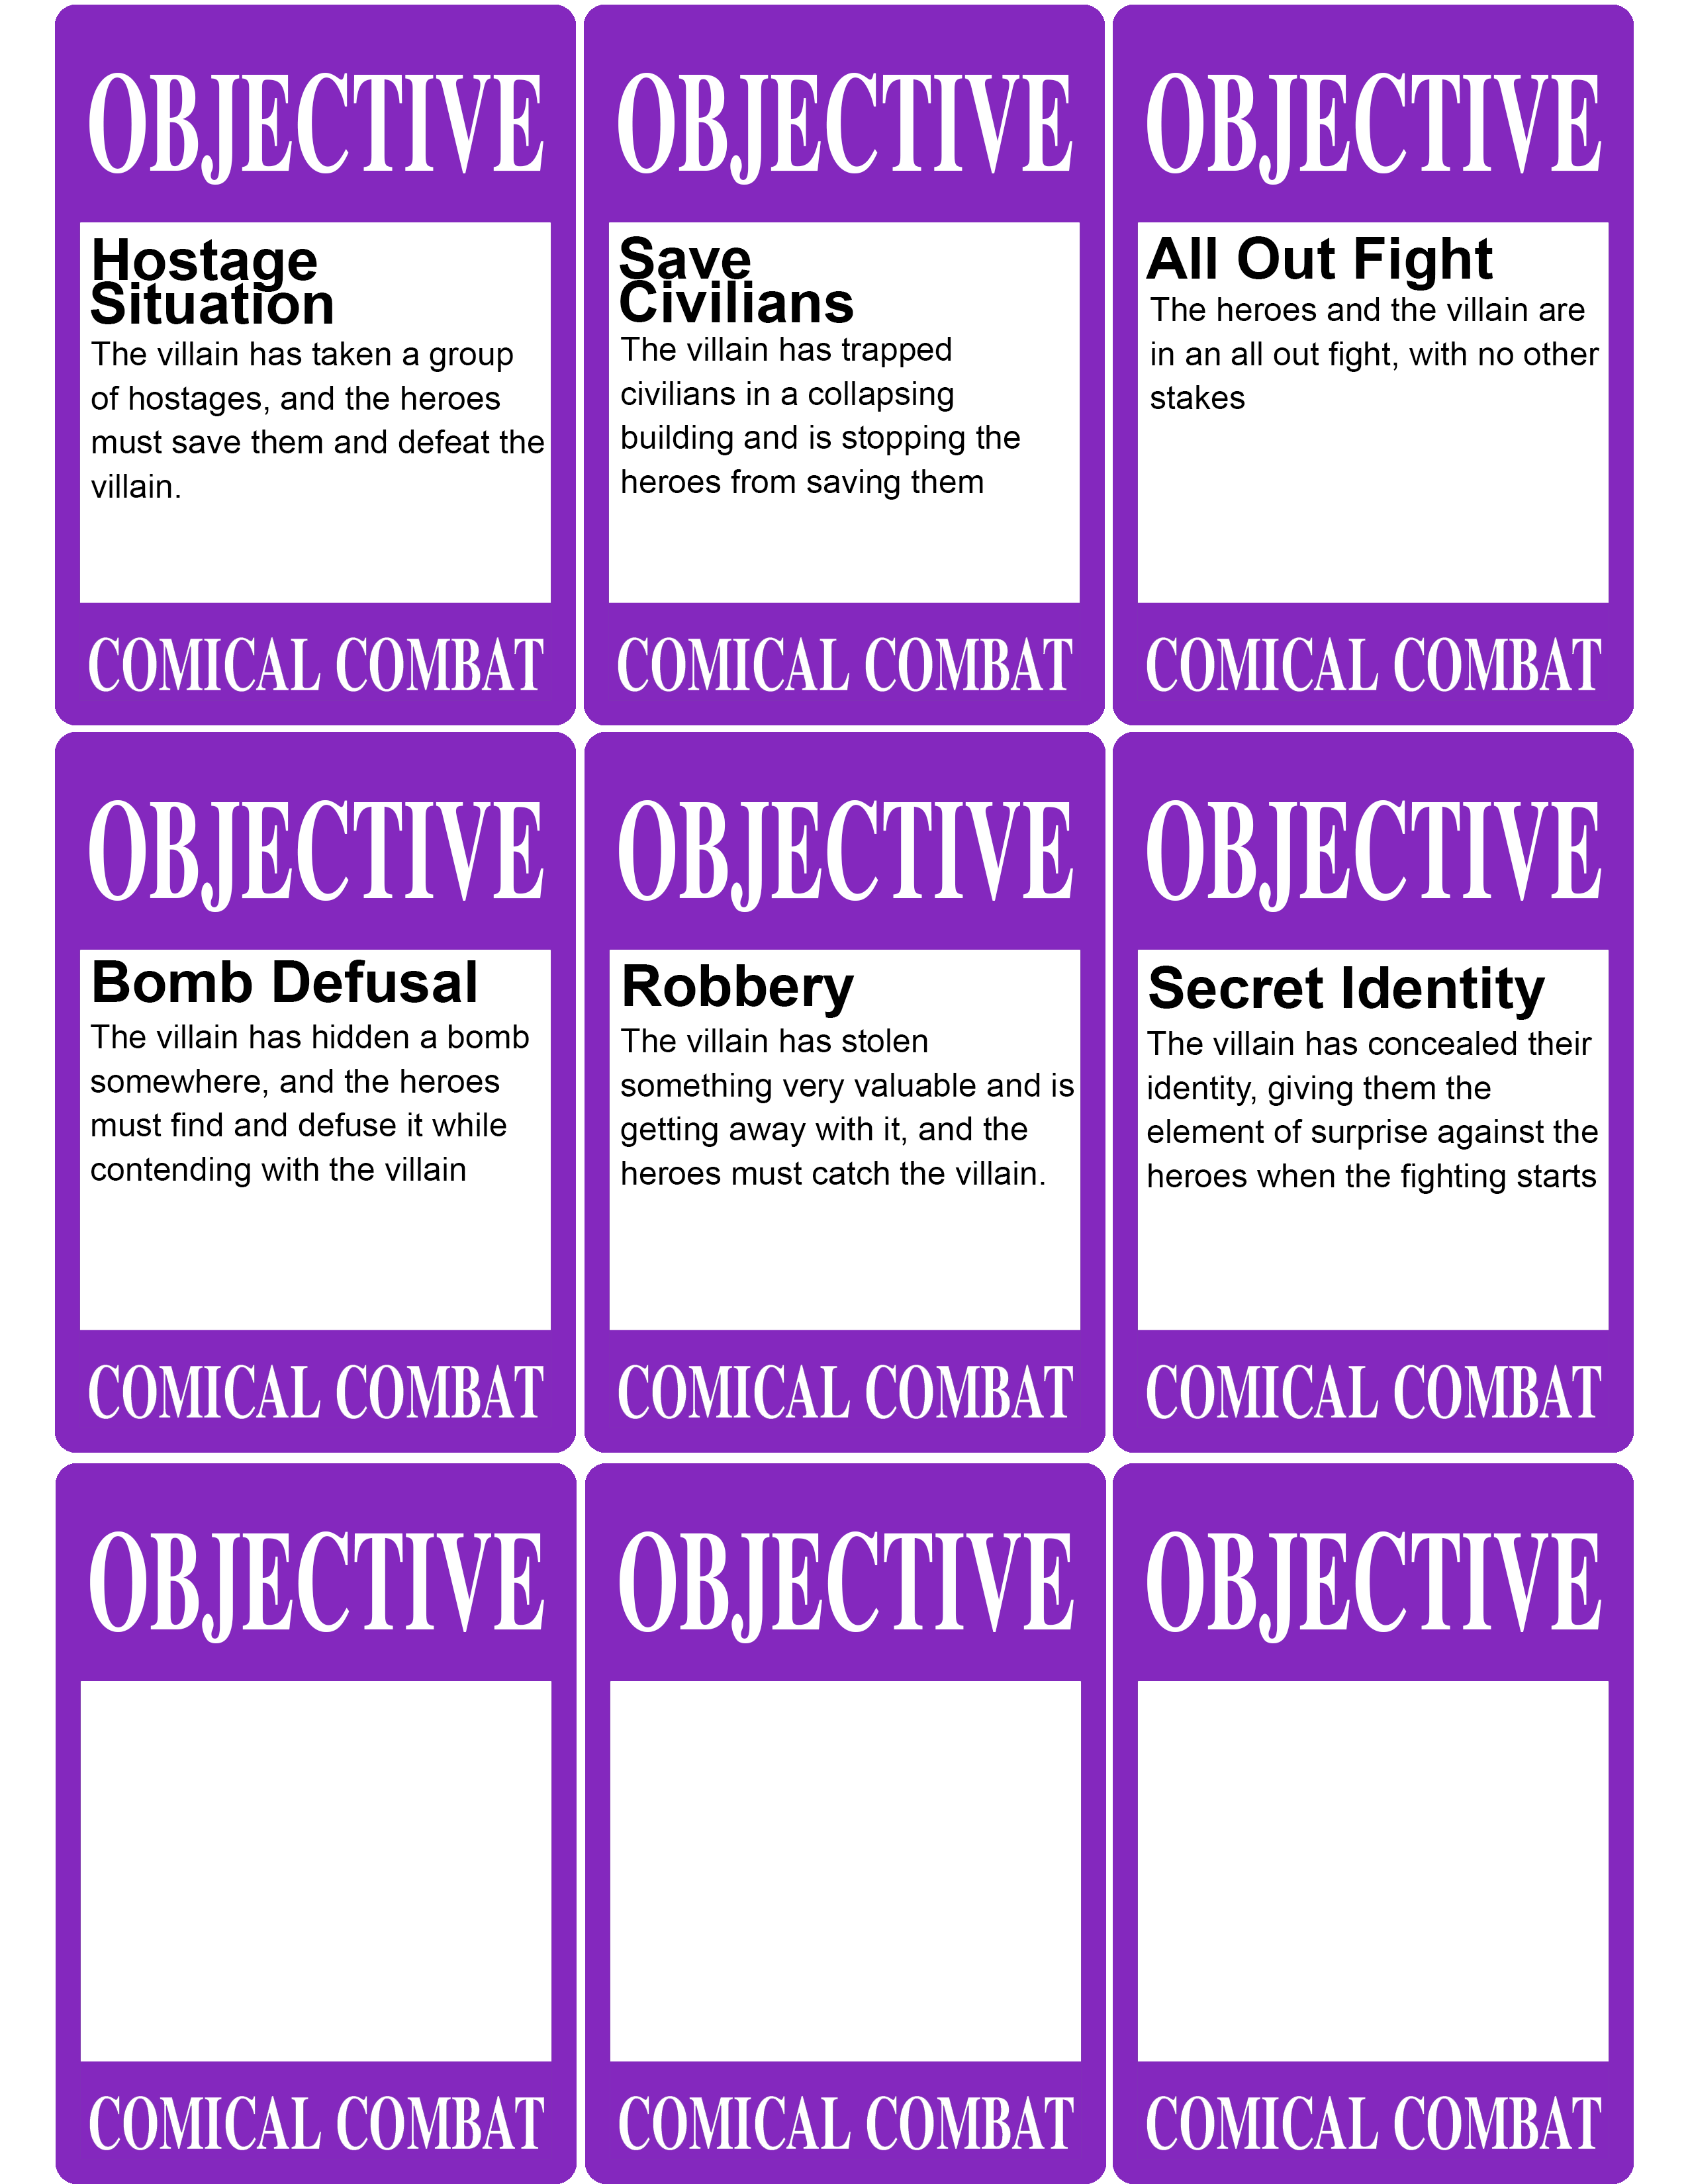 OBJECTIVE
Hostage
Situation
The villain has taken a group
of hostages, and the heroes
must save them and defeat the
villain.
COMICAL COMBAT
OBJECTIVE
Save
Civilians
The villain has trapped
civilians in a collapsing
building and is stopping the
heroes from saving them
COMICAL COMBAT
OBJECTIVE
All Out Fight
The heroes and the villain are
in an all out fight, with no other
stakes
COMICAL COMBAT
OBJECTIVE
Bomb Defusal
The villain has hidden a bomb
somewhere, and the heroes
must find and defuse it while
contending with the villain
COMICAL COMBAT
OBJECTIVE
Robbery
The villain has stolen
something very valuable and is
getting away with it, and the
heroes must catch the villain.
COMICAL COMBAT
OBJECTIVE
Secret Identity
The villain has concealed their
identity, giving them the
element of surprise against the
heroes when the fighting starts
COMICAL COMBAT
OBJECTIVE
COMICAL COMBAT
OBJECTIVE
COMICAL COMBAT
OBJECTIVE
COMICAL COMBAT